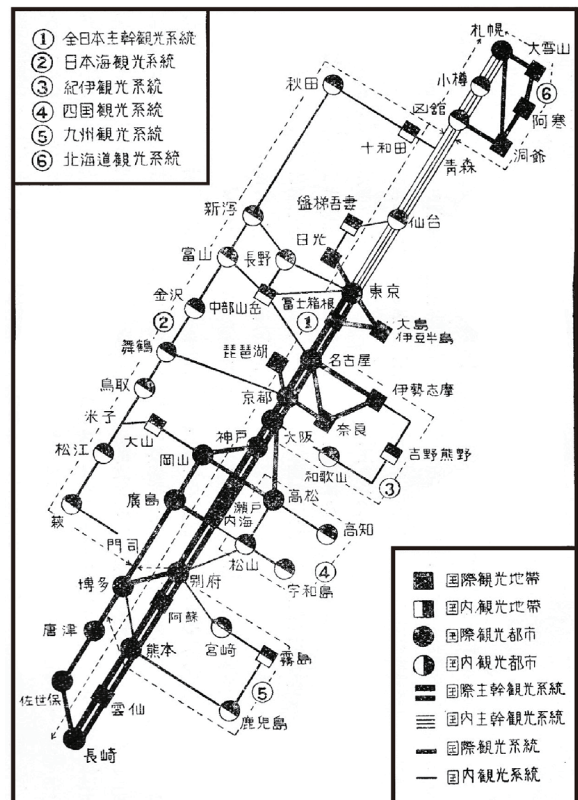 ① 全日本主幹観光系統
② 日本海観光系統
③ 紀伊観光系統
④ 四国観光系統
⑤ 九州観光系統
⑥ 北海道観光系統
札幌
大雪山
小樽
⑥
阿寒
函館
洞爺
秋田
十和田
青森
盤梯吾妻
仙台
新潟
日光
富山
長野
東京
金沢
中部山岳
富士箱根
大島
伊豆半島
②
①
舞鶴
琵琶湖
名古屋
鳥取
京都
伊勢志摩
米子
大山
神戸
大阪
奈良
松江
岡山
和歌山
吉野熊野
③
萩
廣島
瀬戸
内海
高松
高知
門司
松山
④
宇和島
博多
別府
阿蘇
唐津
熊本
宮崎
霧島
⑤
佐世保
雲仙
鹿兒島
長崎
国際観光地帯
国内観光地帯
国際観光都市
国内観光都市
国際主幹観光系統
国内主幹観光系統
国際観光系統
国内観光系統